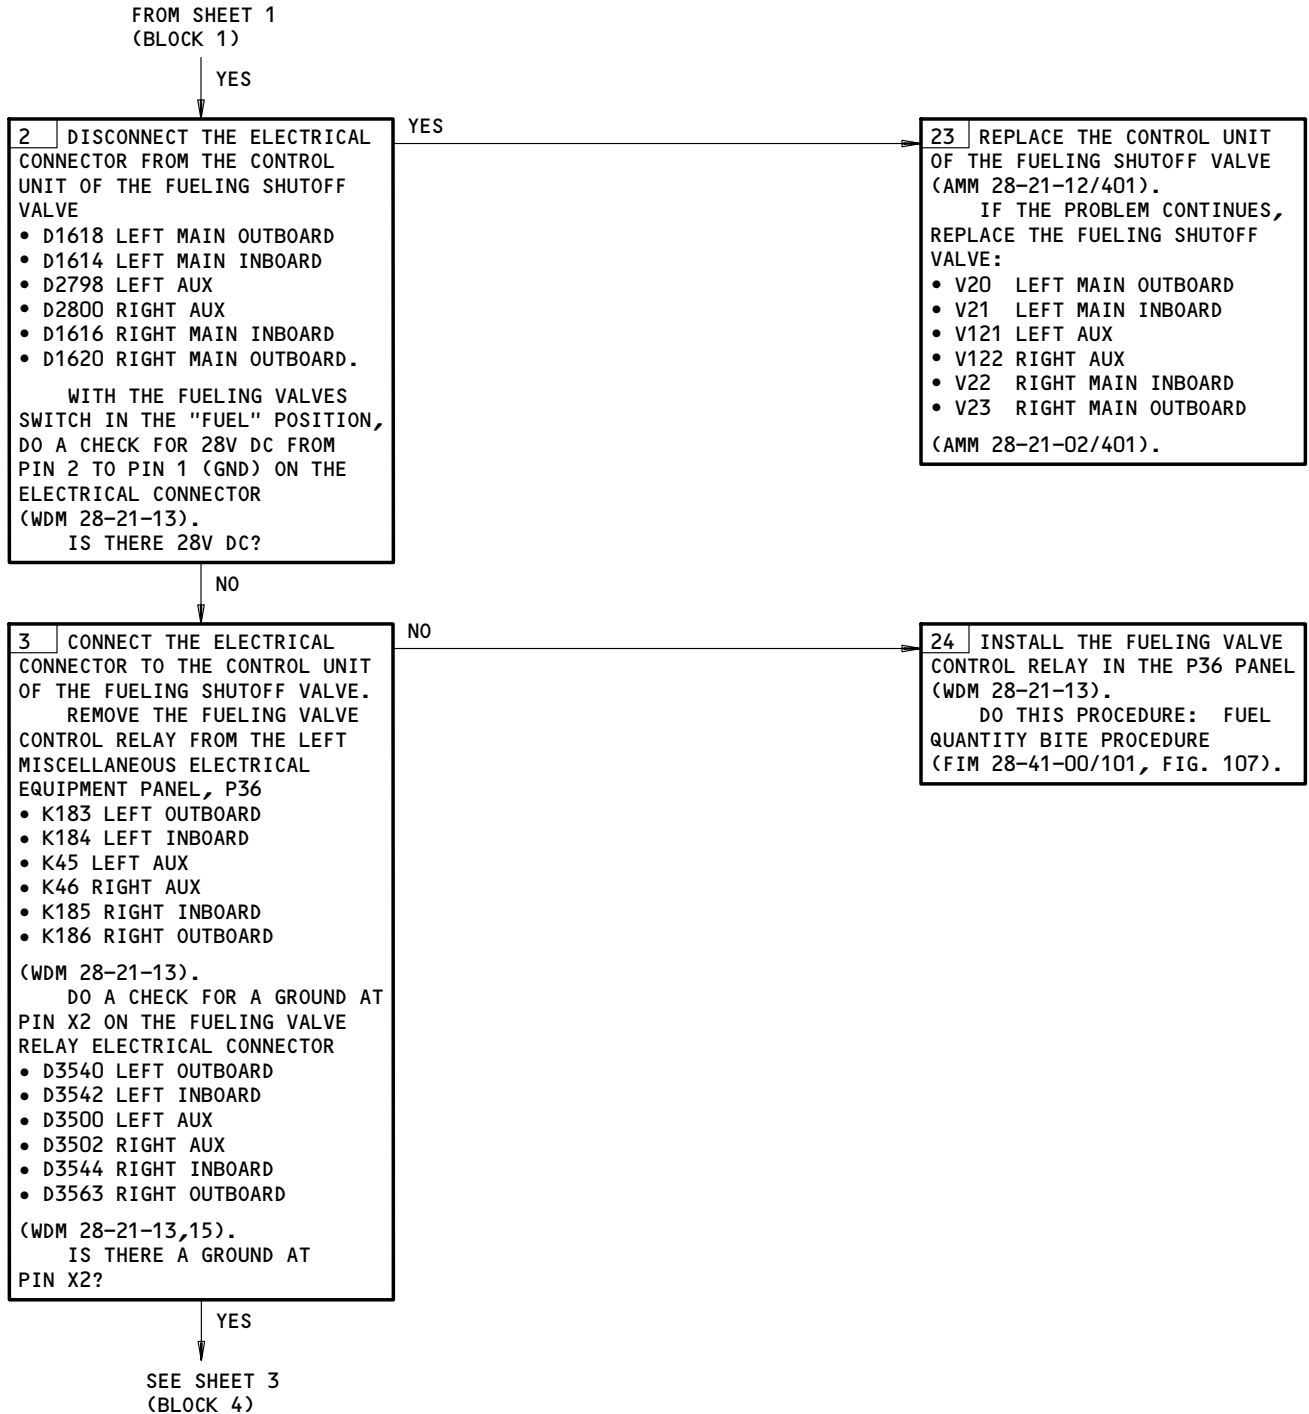 FROM SHEET 1
(BLOCK 1)
YES
2 DISCONNECT THE ELECTRICAL
CONNECTOR FROM THE CONTROL
UNIT OF THE FUELING SHUTOFF
VALVE
• D1618 LEFT MAIN OUTBOARD
• D1614 LEFT MAIN INBOARD
• D2798 LEFT AUX
• D2800 RIGHT AUX
• D1616 RIGHT MAIN INBOARD
• D1620 RIGHT MAIN OUTBOARD.
WITH THE FUELING VALVES
SWITCH IN THE "FUEL" POSITION,
DO A CHECK FOR 28V DC FROM
PIN 2 TO PIN 1 (GND) ON THE
ELECTRICAL CONNECTOR
(WDM 28-21-13).
IS THERE 28V DC?
YES
23 REPLACE THE CONTROL UNIT
OF THE FUELING SHUTOFF VALVE
(AMM 28-21-12/401).
IF THE PROBLEM CONTINUES,
REPLACE THE FUELING SHUTOFF
VALVE:
• V20 LEFT MAIN OUTBOARD
• V21 LEFT MAIN INBOARD
• V121 LEFT AUX
• V122 RIGHT AUX
• V22 RIGHT MAIN INBOARD
• V23 RIGHT MAIN OUTBOARD
(AMM 28-21-02/401).
NO
3 CONNECT THE ELECTRICAL
CONNECTOR TO THE CONTROL UNIT
OF THE FUELING SHUTOFF VALVE.
REMOVE THE FUELING VALVE
CONTROL RELAY FROM THE LEFT
MISCELLANEOUS ELECTRICAL
EQUIPMENT PANEL, P36
• K183 LEFT OUTBOARD
• K184 LEFT INBOARD
• K45 LEFT AUX
• K46 RIGHT AUX
• K185 RIGHT INBOARD
• K186 RIGHT OUTBOARD
(WDM 28-21-13).
DO A CHECK FOR A GROUND AT
PIN X2 ON THE FUELING VALVE
RELAY ELECTRICAL CONNECTOR
• D3540 LEFT OUTBOARD
• D3542 LEFT INBOARD
• D3500 LEFT AUX
• D3502 RIGHT AUX
• D3544 RIGHT INBOARD
• D3563 RIGHT OUTBOARD
(WDM 28-21-13,15).
IS THERE A GROUND AT
PIN X2?
NO
24 INSTALL THE FUELING VALVE
CONTROL RELAY IN THE P36 PANEL
(WDM 28-21-13).
DO THIS PROCEDURE: FUEL
QUANTITY BITE PROCEDURE
(FIM 28-41-00/101, FIG. 107).
YES
SEE SHEET 3
(BLOCK 4)